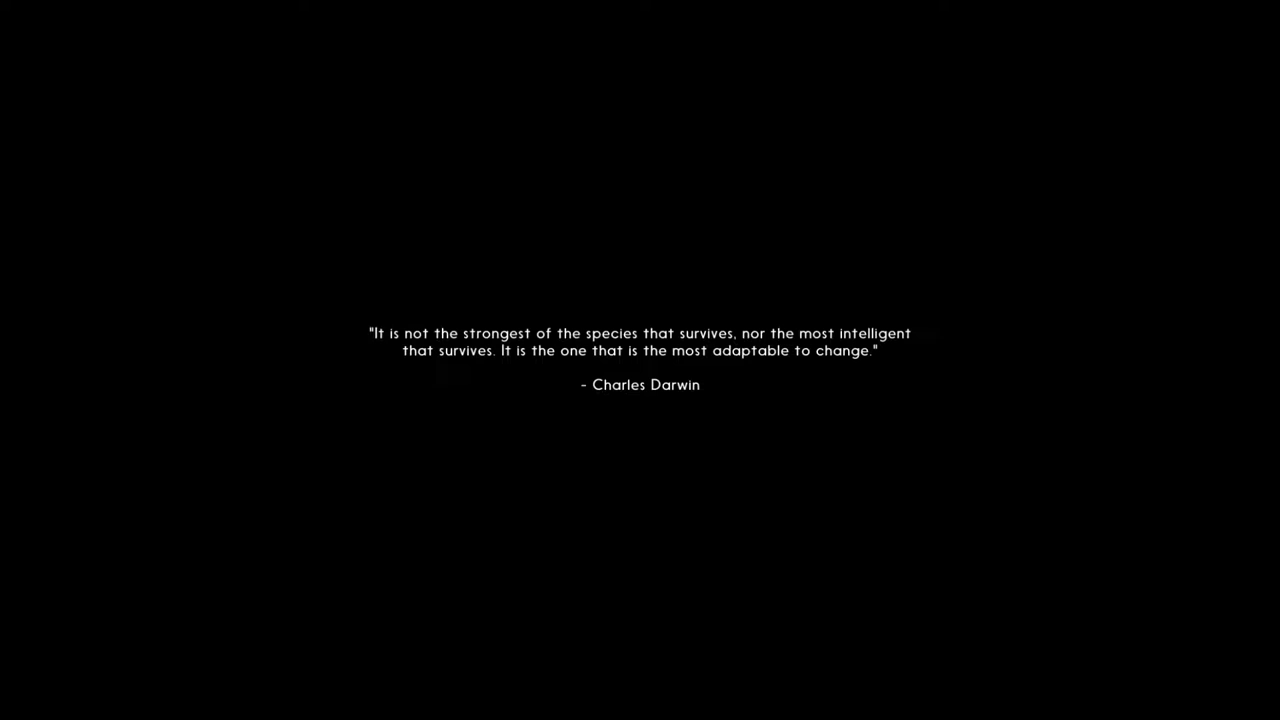 "It is not the strongest of the species that survives, nor the most intelligent
that survives. It is the one that is the most adaptable to change."
- Charles Darwin